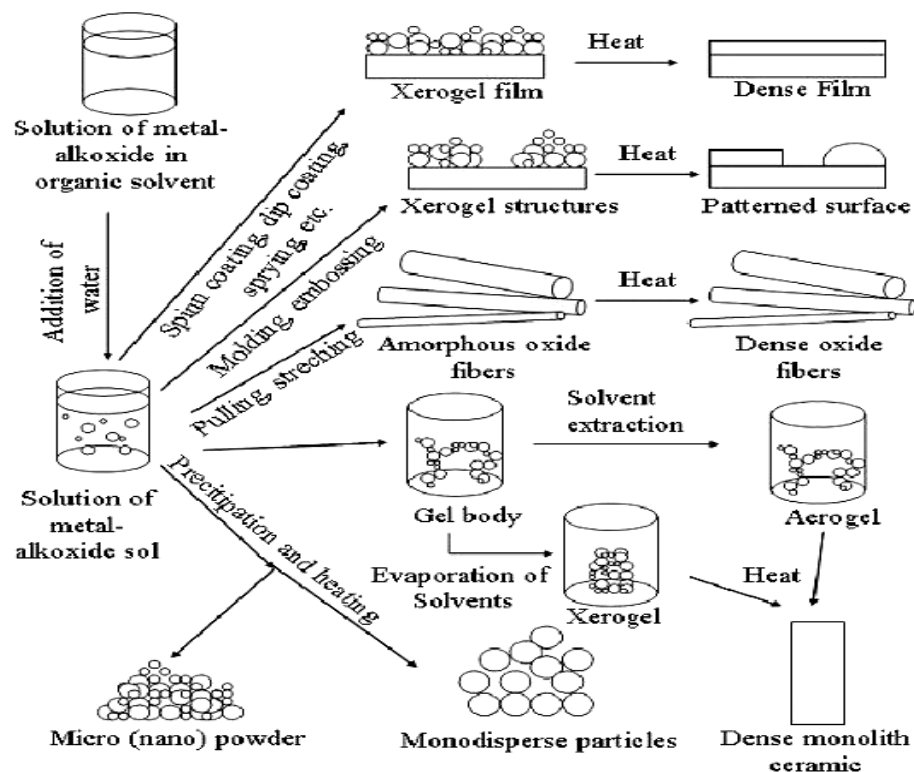 Heat
Xerogel film
Dense Film
Solution of metal-
alkoxide in
organic solvent
Spinn coating, dip coating,
sprying etc.
Heat
Xerogel structures
Patterned surface
Addition of
water
Molding embossing
Heat
Pulling streching
Amorphous oxide
fibers
Dense oxide
fibers
Solvent
extraction
Solution of
metal-
alkoxide sol
Gel body
Aerogel
Precitipation and heating
Evaporation of
Solvents
Xerogel
Heat
Micro (nano) powder
Monodisperse particles
Dense monolith
ceramic